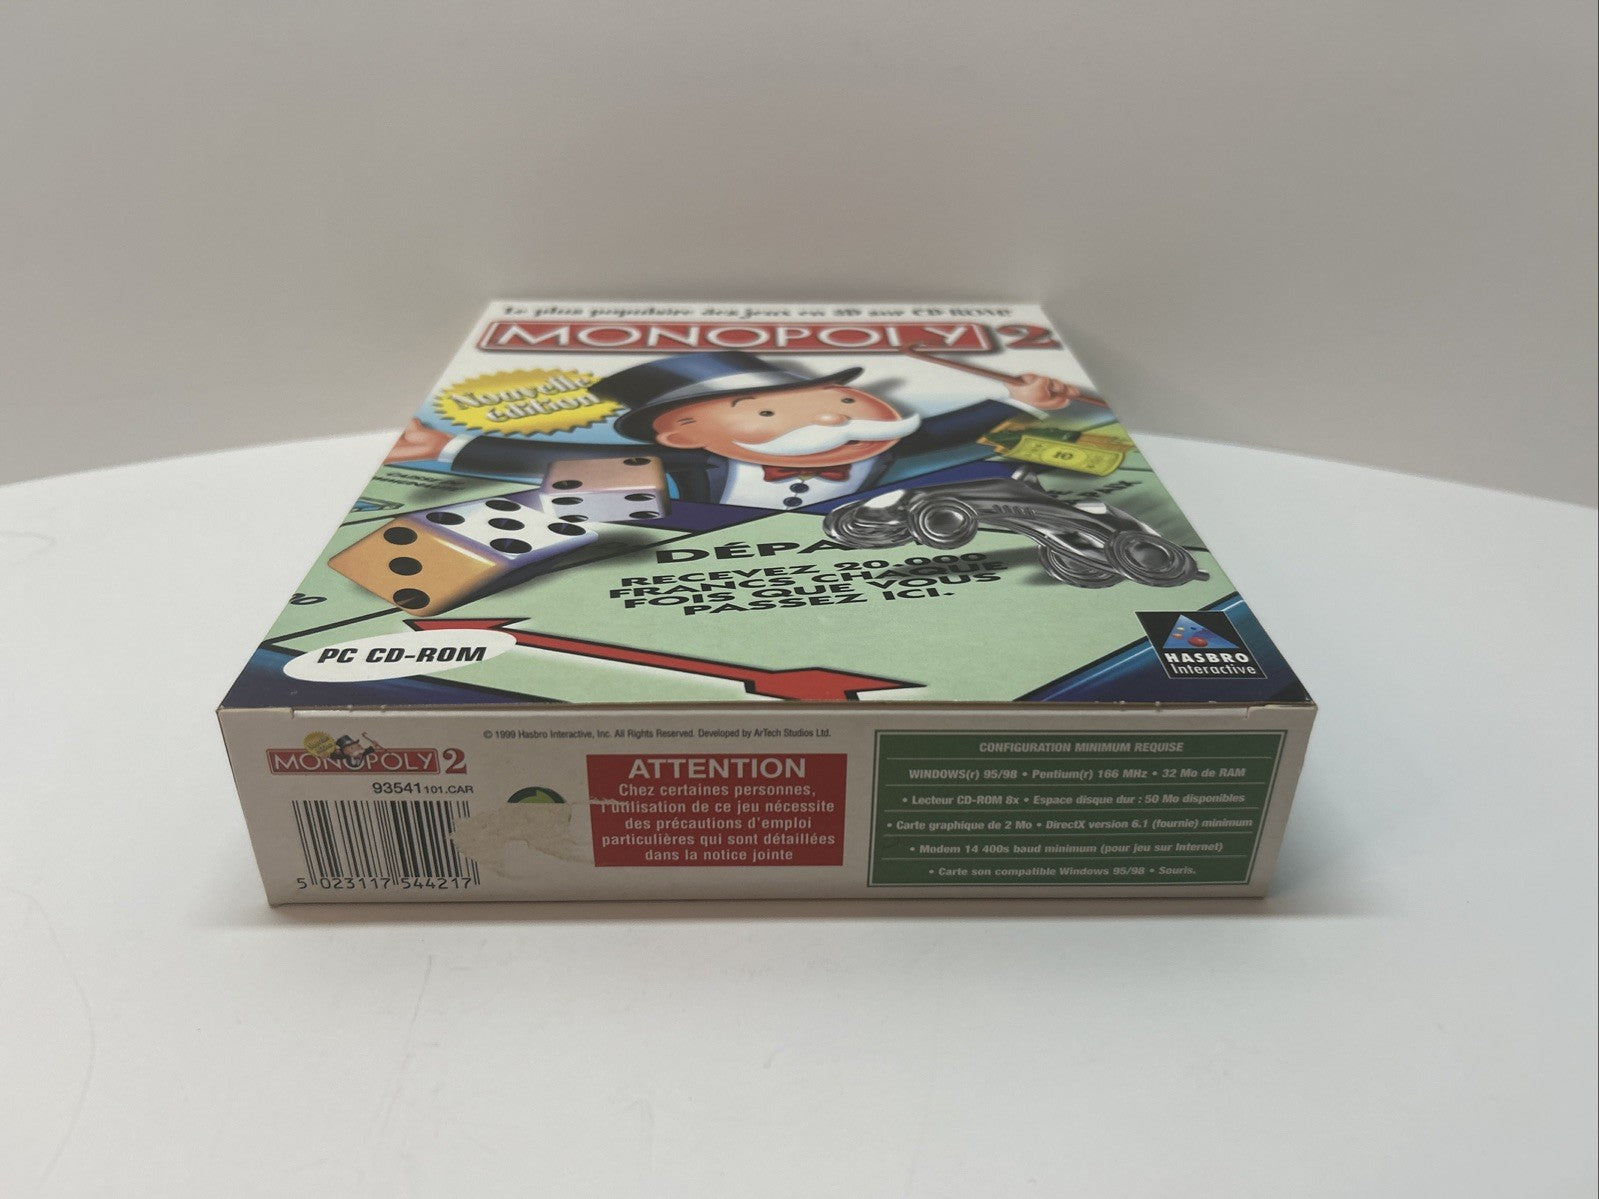 Le plus populaire des jeux en 3D sur CD-ROM!
MONOPOLY 2
Nouvelle
édition
10
DÉPA
RECEVEZ 20.000
FRANCS CHAQUE
FOIS QUE VOUS
PASSEZ ICI.
PC CD-ROM
HASBRO
Interactive
MONOPOLY 2
93541 101.CAR
5 023117 544217
© 1999 Hasbro Interactive, Inc. All Rights Reserved. Developed by ArTech Studios Ltd.
ATTENTION
Chez certaines personnes,
l'utilisation de ce jeu nécessite
des précautions d'emploi
particulières qui sont détaillées
dans la notice jointe
CONFIGURATION MINIMUM REQUISE
WINDOWS(r) 95/98 • Pentium(r) 166 MHz • 32 Mo de RAM
• Lecteur CD-ROM 8x • Espace disque dur : 50 Mo disponibles
• Carte graphique de 2 Mo • DirectX version 6.1 (fournie) minimum
• Modem 14 400s baud minimum (pour jeu sur Internet)
• Carte son compatible Windows 95/98 • Souris.